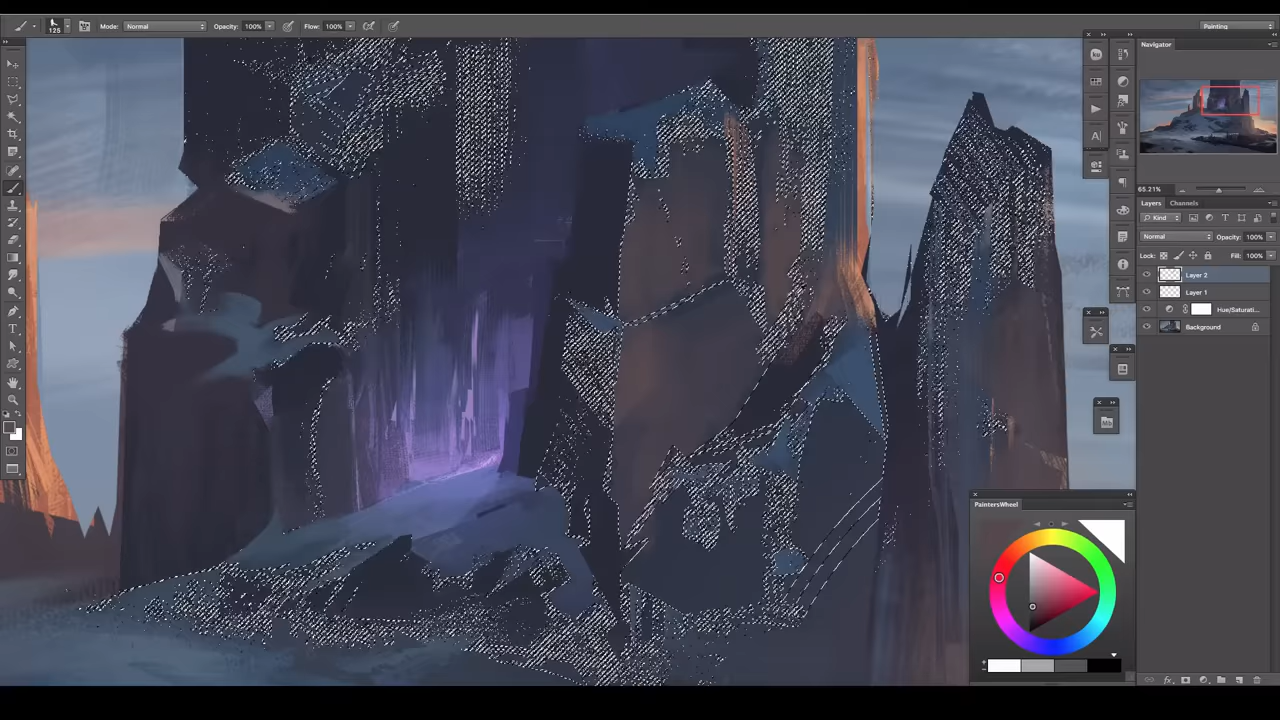 125
Mode: Normal
Opacity: 100%
Flow: 100%
Painting
Navigator
65.21%
Layers Channels
Kind
Normal
Opacity: 100%
Lock:
Fill: 100%
Layer 2
Layer 1
Hue/Saturati...
Background
PaintersWheel